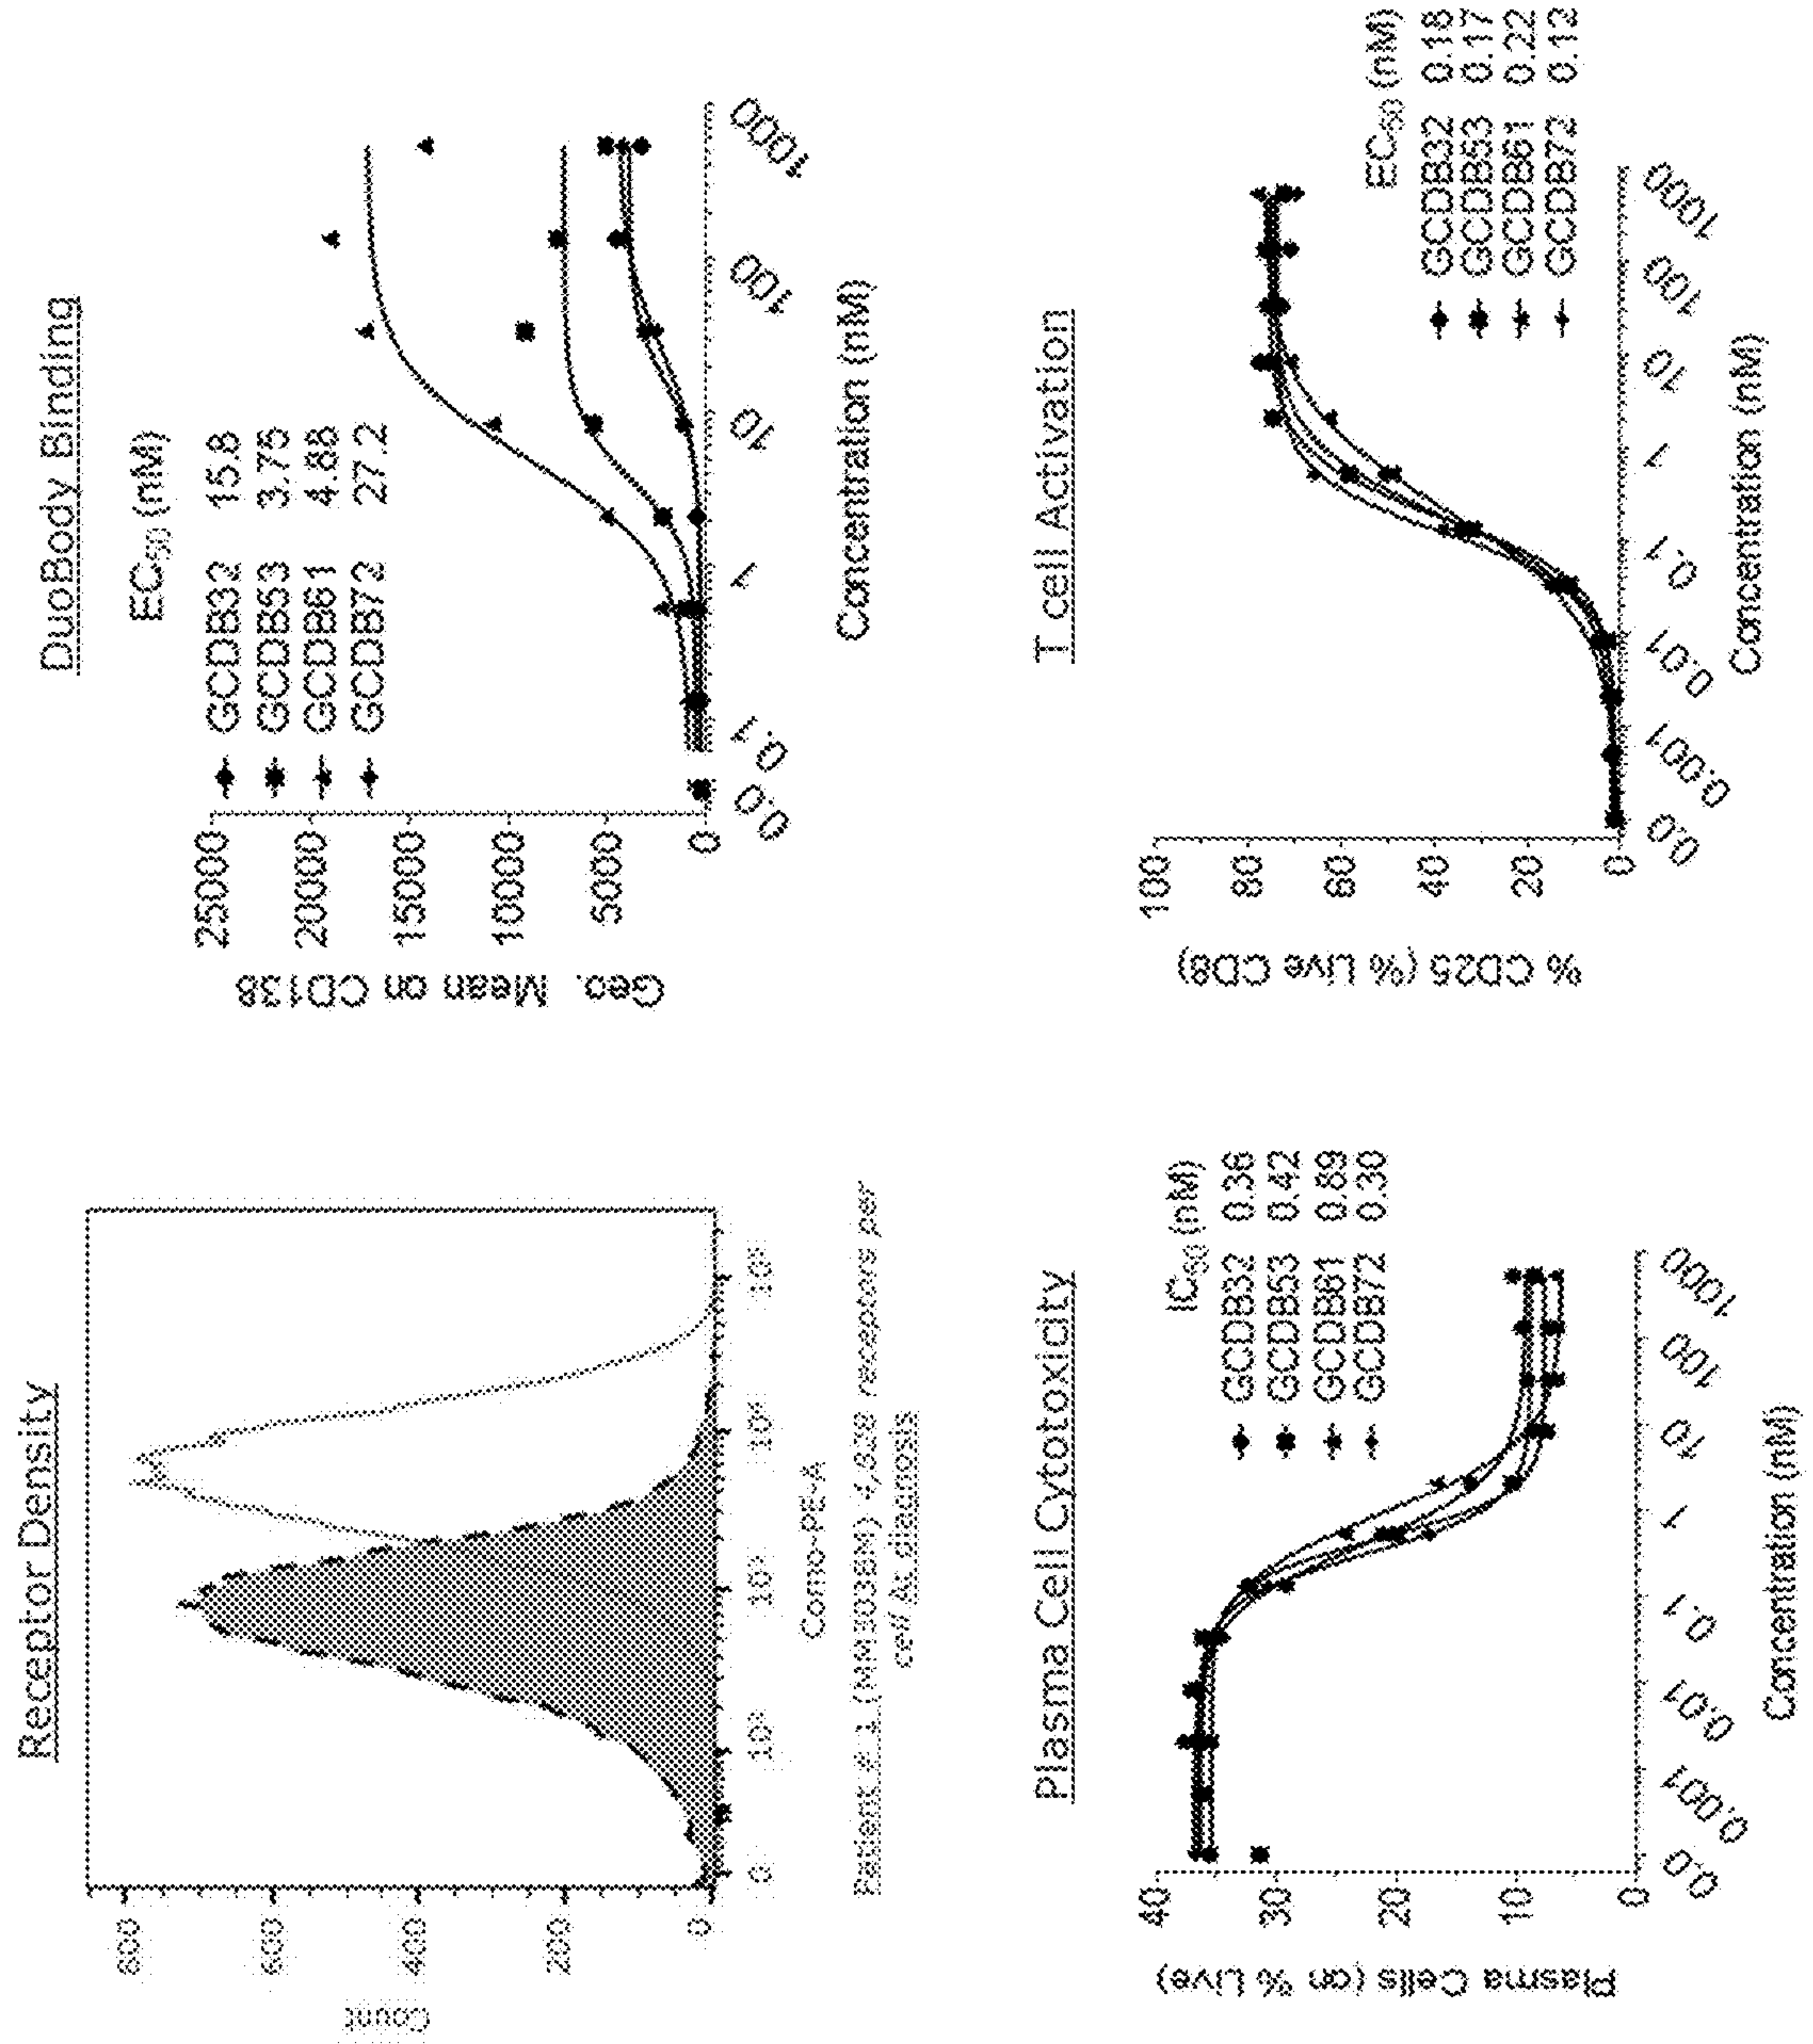 Receptor Density
Count
800
600
400
200
0
0
Comp-PE-A
Patient # 1 (MM5036M) 4,028 receptors per
cell At diagnosis
DuoBody Binding
EC50 (nM)
GCDB32 15.8
GCDB53 3.75
GCDB61 4.88
GCDB72 27.2
Geo. Mean on CD138
25000
20000
15000
10000
5000
0
0.0 0.1 1 10 100 1000
Concentration (nM)
Plasma Cell Cytotoxicity
IC50 (nM)
GCDB32 0.36
GCDB53 0.42
GCDB61 0.89
GCDB72 0.30
Plasma Cells (on % Live)
40
30
20
10
0
0.0 0.001 0.01 0.1 1 10 100 1000
Concentration (nM)
T cell Activation
EC50 (nM)
GCDB32 0.18
GCDB53 0.17
GCDB61 0.22
GCDB72 0.12
% CD25 (% Live CD8)
100
80
60
40
20
0
0.0 0.001 0.01 0.1 1 10 100 1000
Concentration (nM)